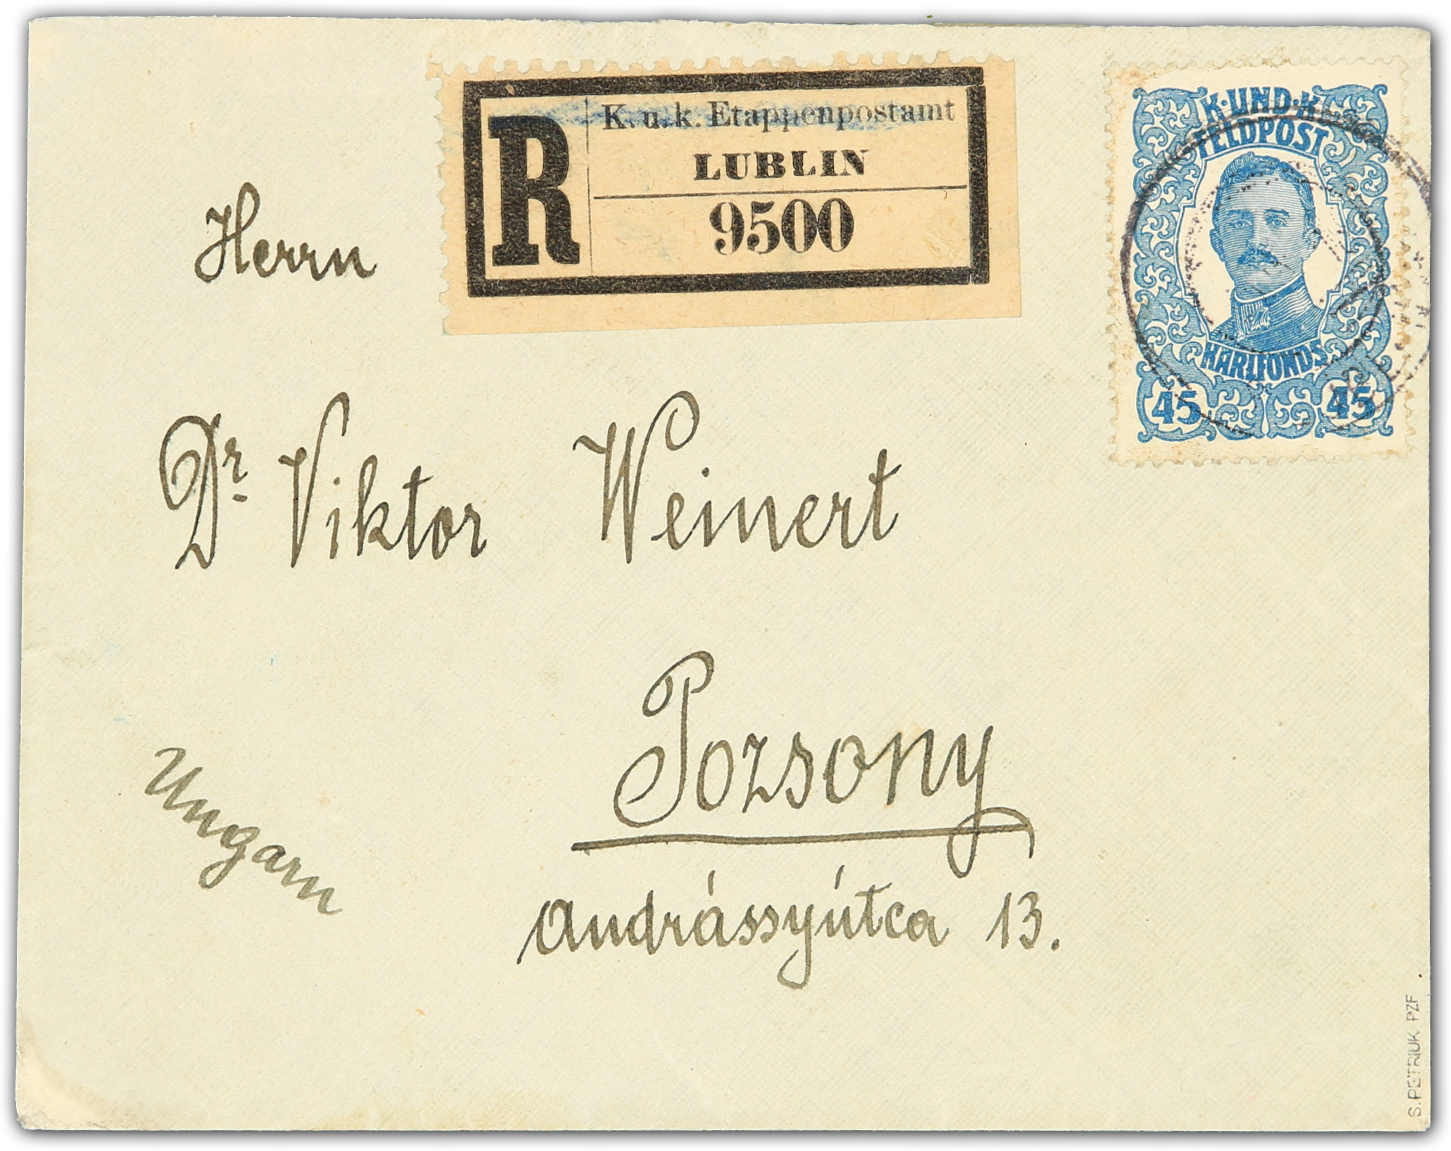 K. u. k. Etappenpostamt
R
LUBLIN
9500
K·UND·K·
FELDPOST
KARLFONDS
45 45
Herrn
Dr. Viktor Weinert
Pozsony
Ungarn
Andrássyútca 13.
S.PETRIUK PZF